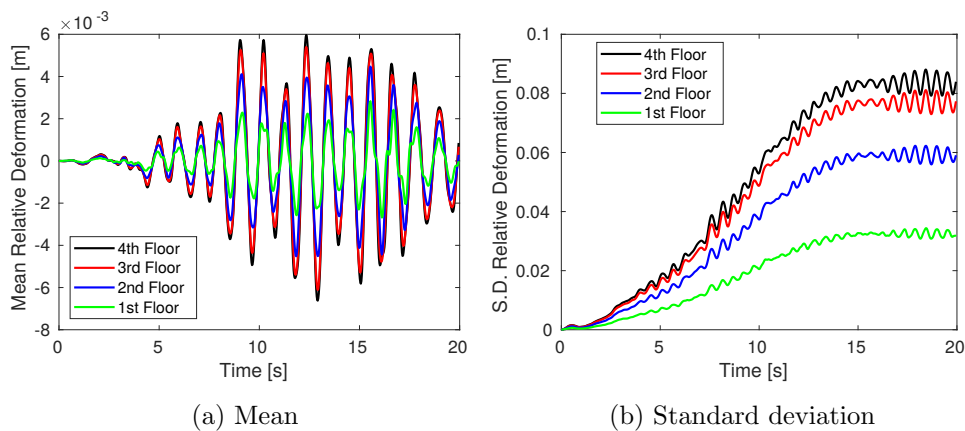 ×10⁻³
6
4
2
0
-2
-4
-6
-8
Mean Relative Deformation [m]
4th Floor
3rd Floor
2nd Floor
1st Floor
0 5 10 15 20
Time [s]
(a) Mean
0.1
0.08
0.06
0.04
0.02
0
S.D. Relative Deformation [m]
4th Floor
3rd Floor
2nd Floor
1st Floor
0 5 10 15 20
Time [s]
(b) Standard deviation